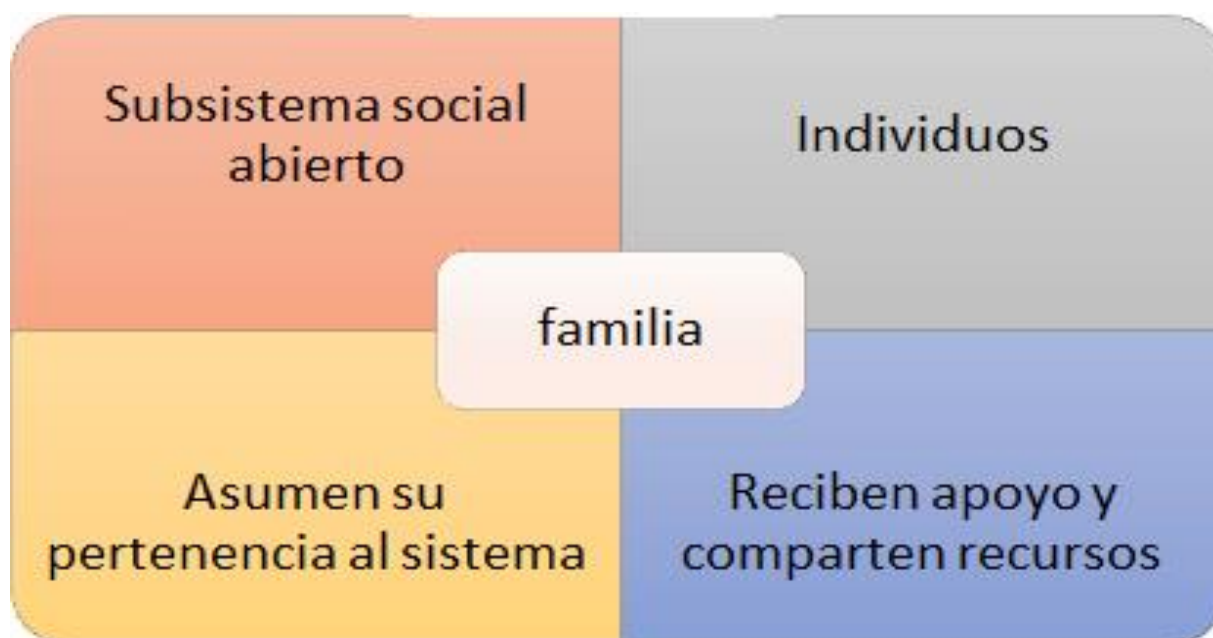 Subsistema social
abierto
Individuos
familia
Asumen su
pertenencia al sistema
Reciben apoyo y
comparten recursos